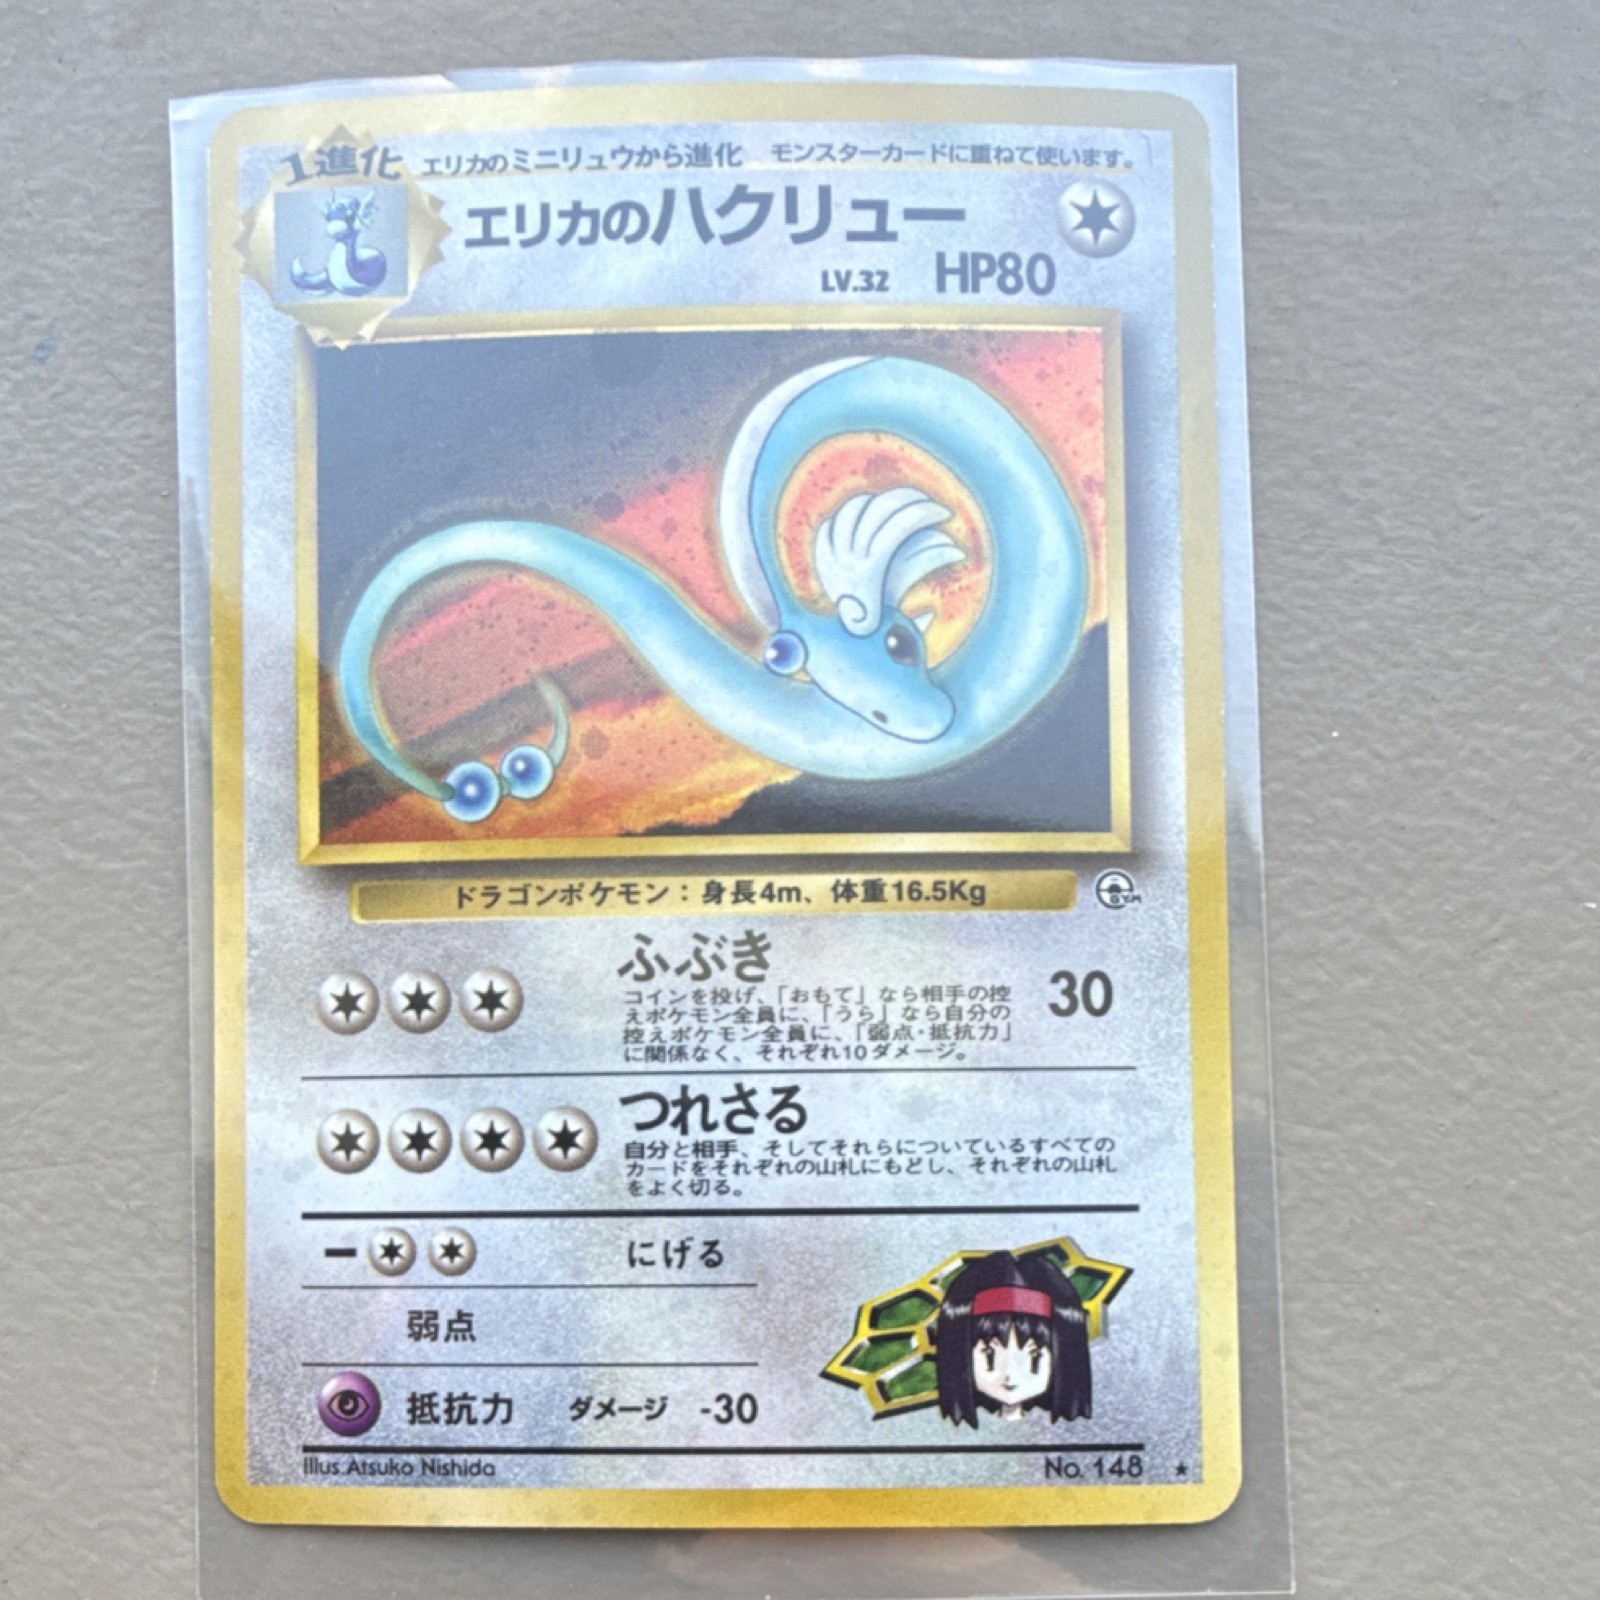 1進化 エリカのミニリュウから進化 モンスターカードに重ねて使います。
エリカのハクリュー
LV.32 HP80
ドラゴンポケモン：身長4m、体重16.5Kg
GYM
ふぶき 30
コインを投げ、「おもて」なら相手の控
えポケモン全員に、「うら」なら自分の
控えポケモン全員に、「弱点・抵抗力」
に関係なく、それぞれ10ダメージ。
つれさる
自分と相手、そしてそれらについているすべての
カードをそれぞれの山札にもどし、それぞれの山札
をよく切る。
ー にげる
弱点
抵抗力 ダメージ -30
Illus.Atsuko Nishida No. 148 ★